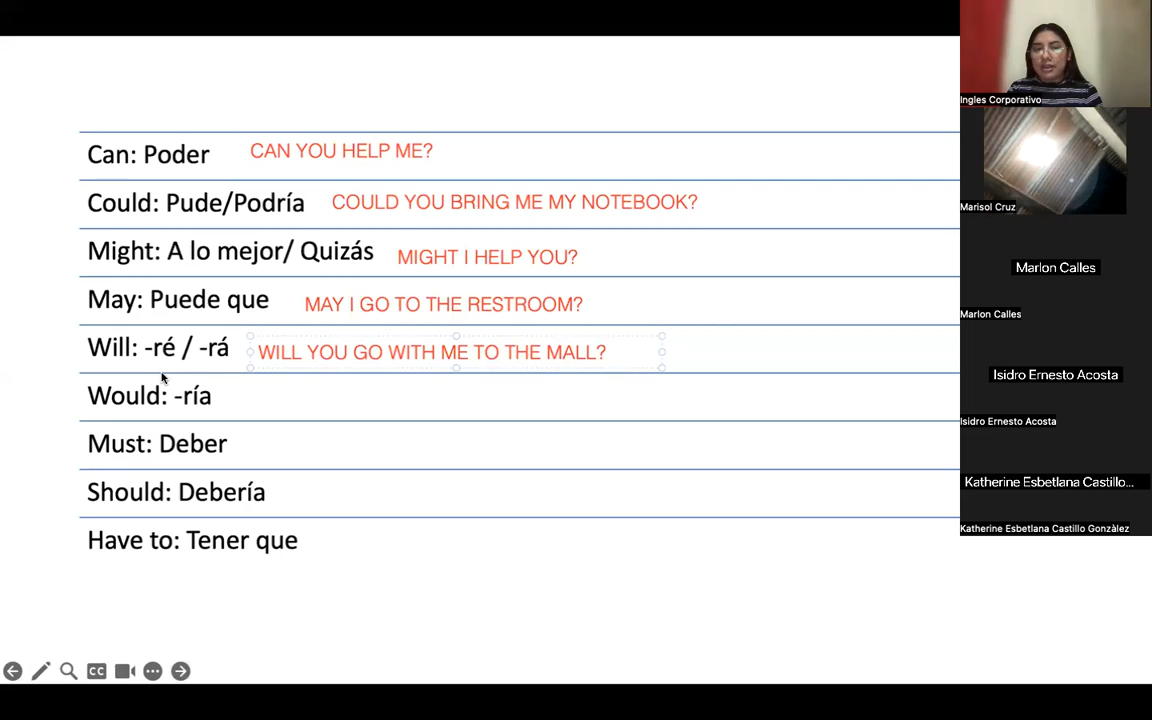 Can: Poder CAN YOU HELP ME?
Could: Pude/Podría COULD YOU BRING ME MY NOTEBOOK?
Might: A lo mejor/ Quizás MIGHT I HELP YOU?
May: Puede que MAY I GO TO THE RESTROOM?
Will: -ré / -rá WILL YOU GO WITH ME TO THE MALL?
Would: -ría
Must: Deber
Should: Debería
Have to: Tener que
CC
Ingles Corporativo
Marisol Cruz
Marlon Calles
Marlon Calles
Isidro Ernesto Acosta
Isidro Ernesto Acosta
Katherine Esbetlana Castillo...
Katherine Esbetlana Castillo Gonzàlez